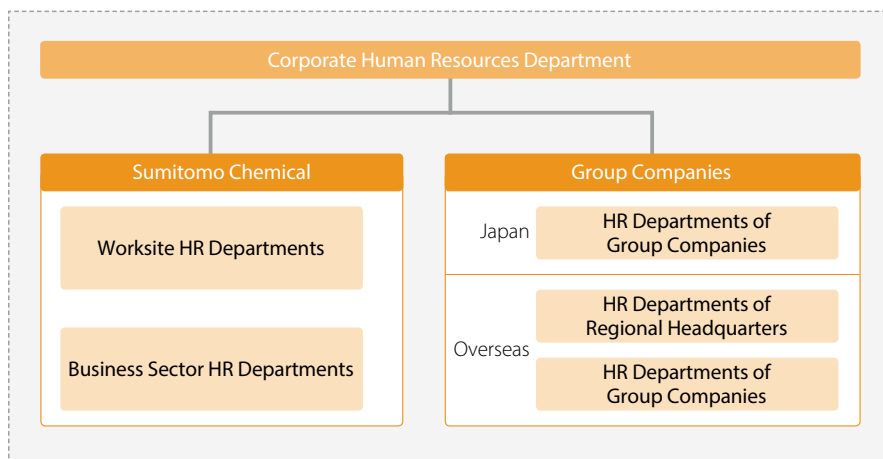 Corporate Human Resources Department
Sumitomo Chemical
Worksite HR Departments
Business Sector HR Departments
Group Companies
Japan
HR Departments of
Group Companies
Overseas
HR Departments of
Regional Headquarters
HR Departments of
Group Companies